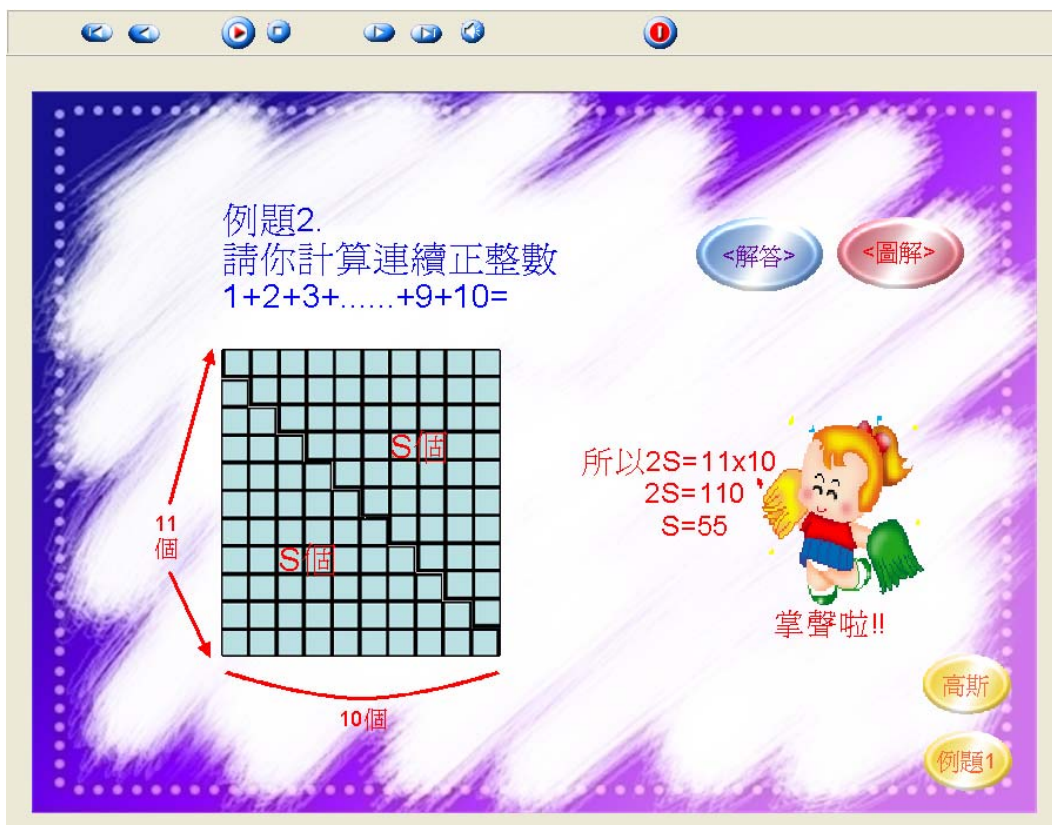 例題2.
請你計算連續正整數
1+2+3+......+9+10=
<解答>
<圖解>
S個
S個
11
個
10個
所以2S=11x10
2S=110
S=55
掌聲啦!!
高斯
例題1